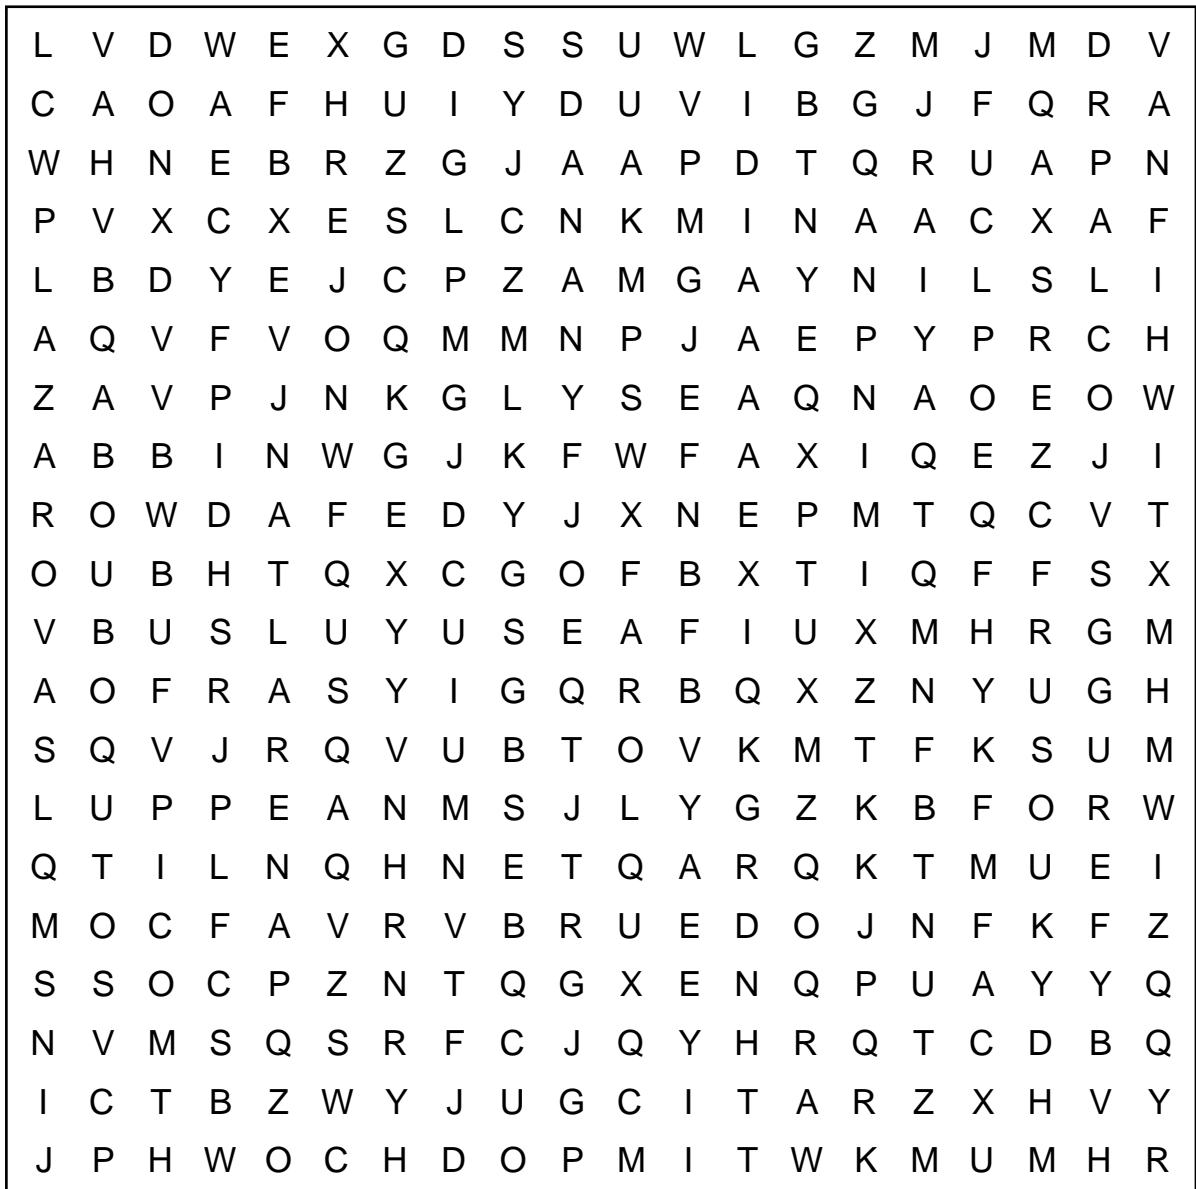 L V D W E X G D S S U W L G Z M J M D V
C A O A F H U I Y D U V I B G J F Q R A
W H N E B R Z G J A A P D T Q R U A P N
P V X C X E S L C N K M I N A A C X A F
L B D Y E J C P Z A M G A Y N I L S L I
A Q V F V O Q M M N P J A E P Y P R C H
Z A V P J N K G L Y S E A Q N A O E O W
A B B I N W G J K F W F A X I Q E Z J I
R O W D A F E D Y J X N E P M T Q C V T
O U B H T Q X C G O F B X T I Q F F S X
V B U S L U Y U S E A F I U X M H R G M
A O F R A S Y I G Q R B Q X Z N Y U G H
S Q V J R Q V U B T O V K M T F K S U M
L U P P E A N M S J L Y G Z K B F O R W
Q T I L N Q H N E T Q A R Q K T M U E I
M O C F A V R V B R U E D O J N F K F Z
S S O C P Z N T Q G X E N Q P U A Y Y Q
N V M S Q S R F C J Q Y H R Q T C D B Q
I C T B Z W Y J U G C I T A R Z X H V Y
J P H W O C H D O P M I T W K M U M H R